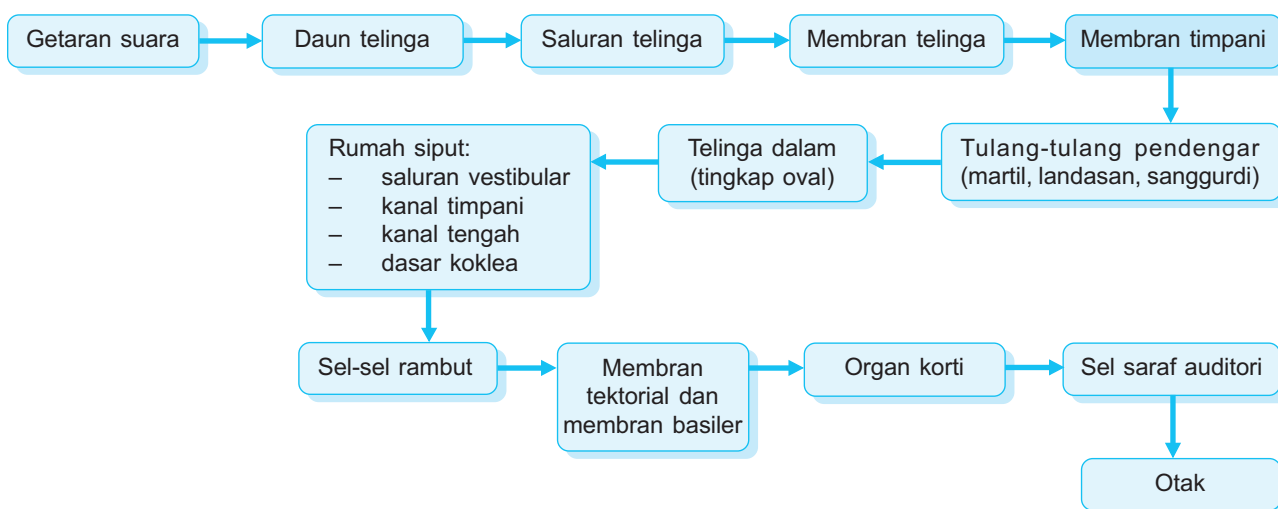 Getaran suara
Daun telinga
Saluran telinga
Membran telinga
Membran timpani
Tulang-tulang pendengar
(martil, landasan, sanggurdi)
Telinga dalam
(tingkap oval)
Rumah siput:
– saluran vestibular
– kanal timpani
– kanal tengah
– dasar koklea
Sel-sel rambut
Membran
tektorial dan
membran basiler
Organ korti
Sel saraf auditori
Otak